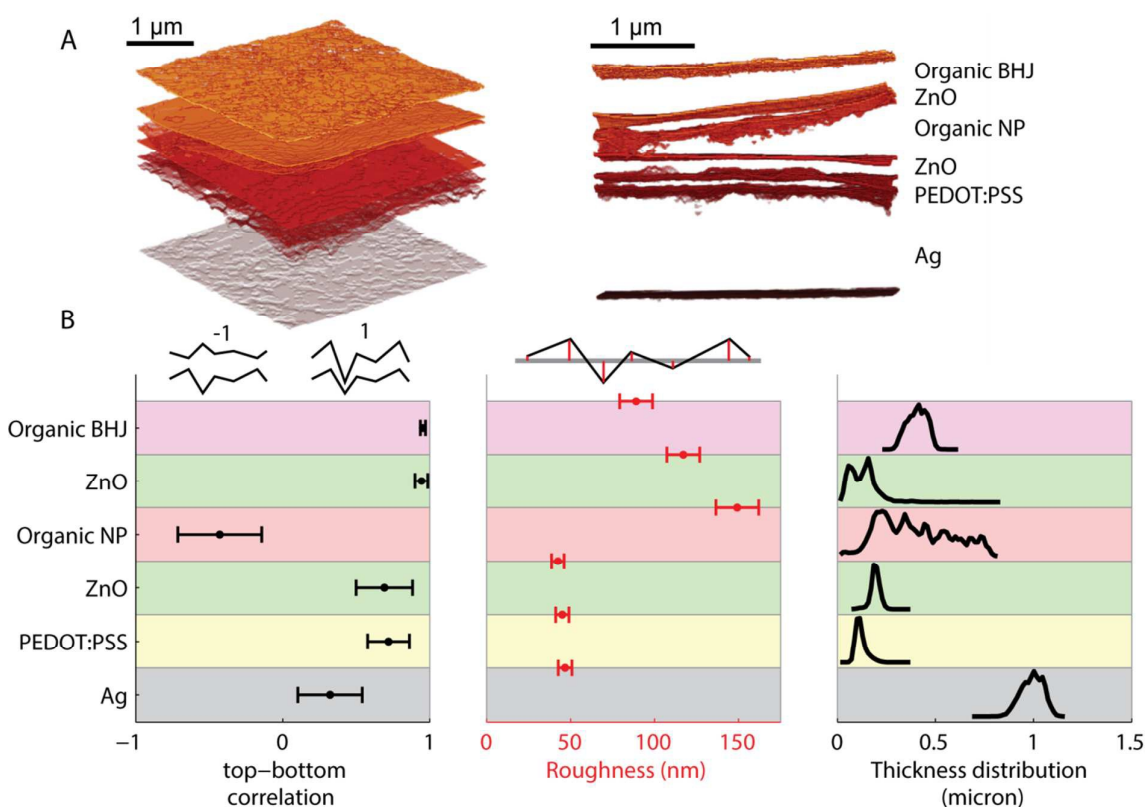 A
1 μm
1 μm
Organic BHJ
ZnO
Organic NP
ZnO
PEDOT:PSS
Ag
B
-1
1
Organic BHJ
ZnO
Organic NP
ZnO
PEDOT:PSS
Ag
−1
0
1
top−bottom
correlation
0
50
100
150
Roughness (nm)
0
0.5
1
1.5
Thickness distribution
(micron)